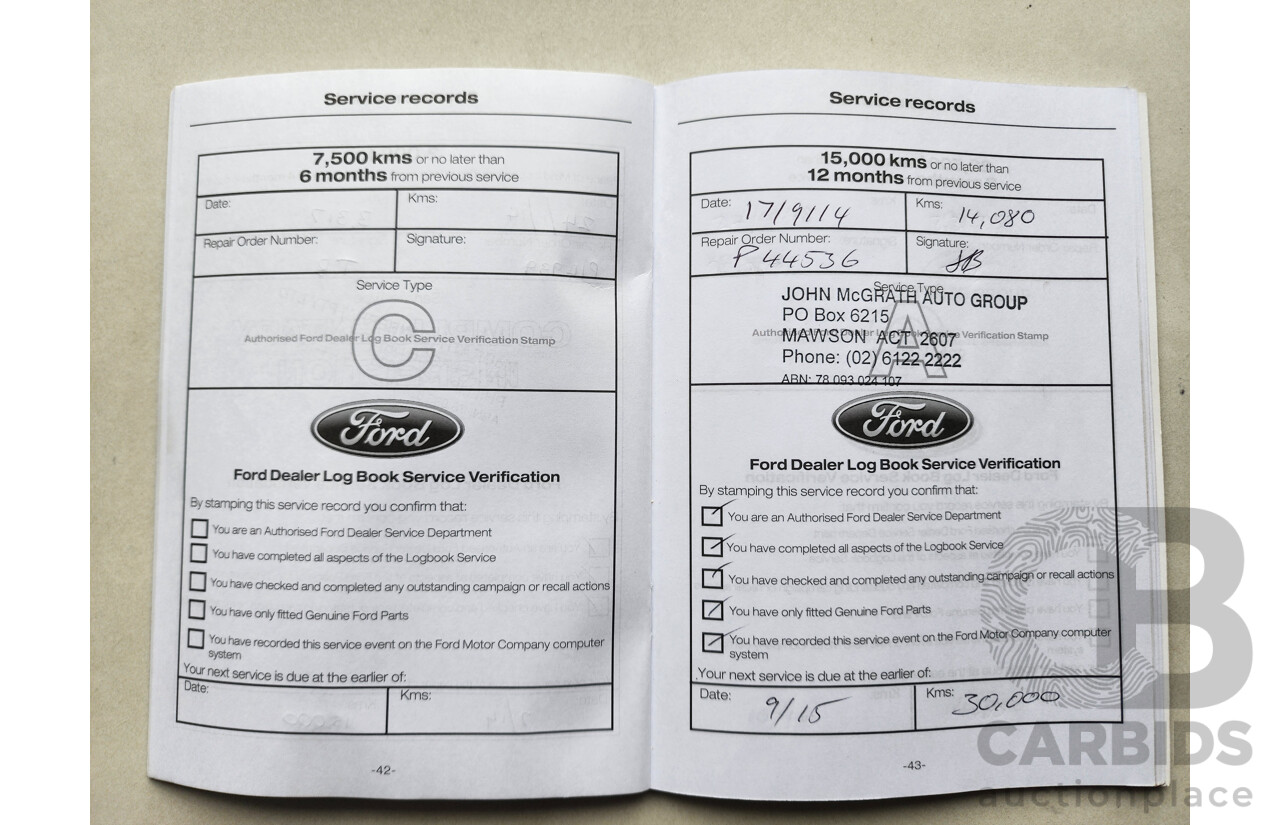 Service records
7,500 kms or no later than
6 months from previous service
Date:
Kms:
Repair Order Number:
Signature:
Service Type
C
Authorised Ford Dealer Log Book Service Verification Stamp
Ford
Ford Dealer Log Book Service Verification
By stamping this service record you confirm that:
You are an Authorised Ford Dealer Service Department
You have completed all aspects of the Logbook Service
You have checked and completed any outstanding campaign or recall actions
You have only fitted Genuine Ford Parts
You have recorded this service event on the Ford Motor Company computer
system
Your next service is due at the earlier of:
Date:
Kms:
-42-
Service records
15,000 kms or no later than
12 months from previous service
Date: 17/9/14
Kms: 14,080
Repair Order Number:
P44536
Signature:
Service Type
JOHN McGRATH AUTO GROUP
PO Box 6215
A
Authorised Ford Dealer Log Book Service Verification Stamp
MAWSON ACT 2607
Phone: (02) 6122 2222
ABN: 78 093 024 107
Ford
Ford Dealer Log Book Service Verification
By stamping this service record you confirm that:
You are an Authorised Ford Dealer Service Department
You have completed all aspects of the Logbook Service
You have checked and completed any outstanding campaign or recall actions
You have only fitted Genuine Ford Parts
You have recorded this service event on the Ford Motor Company computer
system
Your next service is due at the earlier of:
Date: 9/15
Kms: 30,000
-43-
CB
CARBIDS
auctionplace